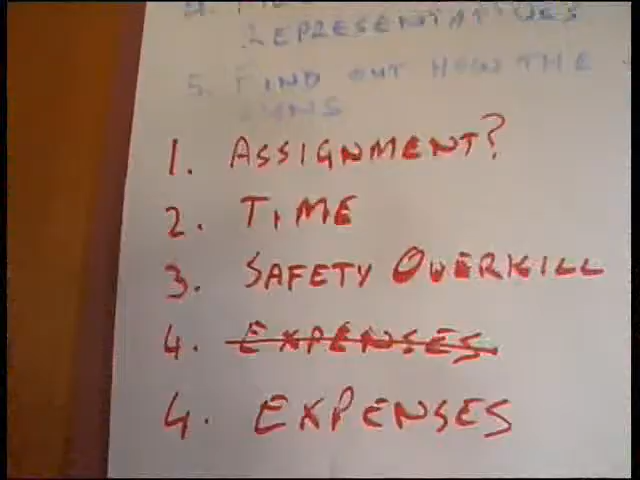 REPRESENTATIVES
5. FIND OUT HOW THE
1. ASSIGNMENT?
2. TIME
3. SAFETY OVERKILL
4. EXPENSES
4. EXPENSES